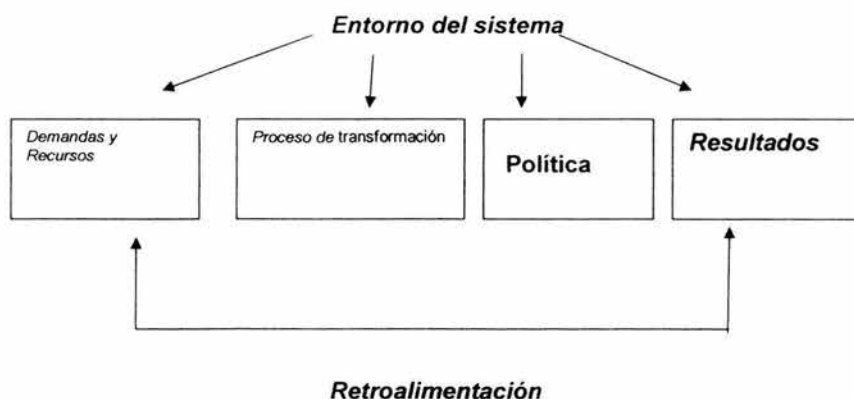 Entorno del sistema
Demandas y
Recursos
Proceso de transformación
Política
Resultados
Retroalimentación